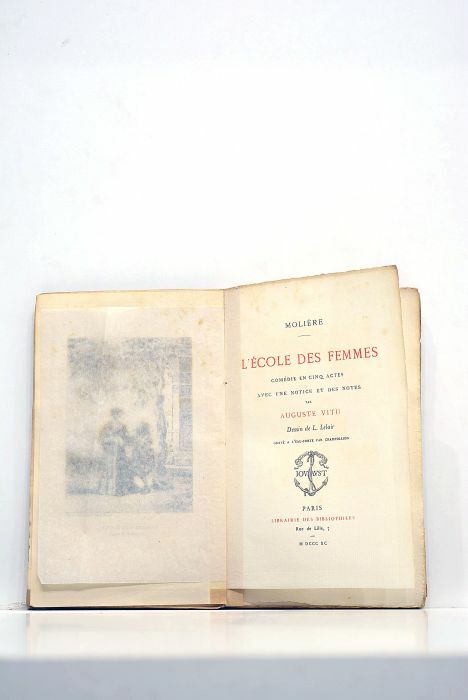 MOLIÈRE
L'ÉCOLE DES FEMMES
COMÉDIE EN CINQ ACTES
AVEC UNE NOTICE ET DES NOTES
PAR
AUGUSTE VITU
Dessin de L. Leloir
GRAVÉ A L'EAU-FORTE PAR CHAMPOLLION
JOUAUST
PARIS
LIBRAIRIE DES BIBLIOPHILES
Rue de Lille, 7
M DCCC XC